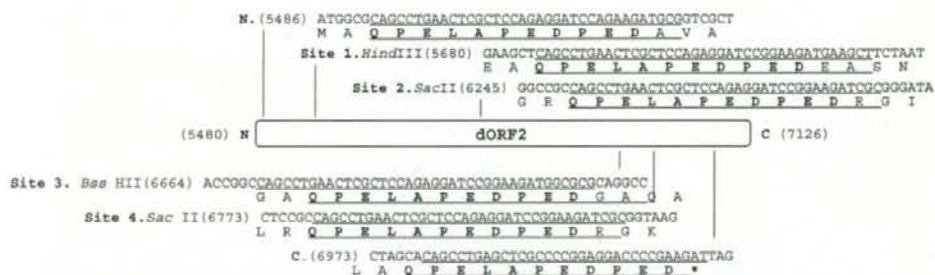 N. (5486) ATGGCGCAGCCTGAACTCGCTCCAGAGGATCCAGAAGATGCGGTCGCT
M A Q P E L A P E D P E D A V A
Site 1. HindIII(5680) GAAGCTCAGCCTGAACTCGCTCCAGAGGATCCGGAAGATGAAGCTTCTAAT
E A Q P E L A P E D P E D E A S N
Site 2. SacII(6245) GGCCGCCAGCCTGAACTCGCTCCAGAGGATCCGGAAGATCGCGGGATA
G R Q P E L A P E D P E D R G I
(5480) N dORF2 C (7126)
Site 3. Bss HII(6664) ACCGGCCAGCCTGAACTCGCTCCAGAGGATCCGGAAGATGGCGCGCAGGCC
G A Q P E L A P E D P E D G A Q A
Site 4. Sac II(6773) CTCCGCCAGCCTGAACTCGCTCCAGAGGATCCGGAAGATCGCGGTAAG
L R Q P E L A P E D P E D R G K
C. (6973) CTAGCACAGCCTGAGCTCGCCCCGGAGGACCCCGAAGATTAG
L A Q P E L A P E D P E D *